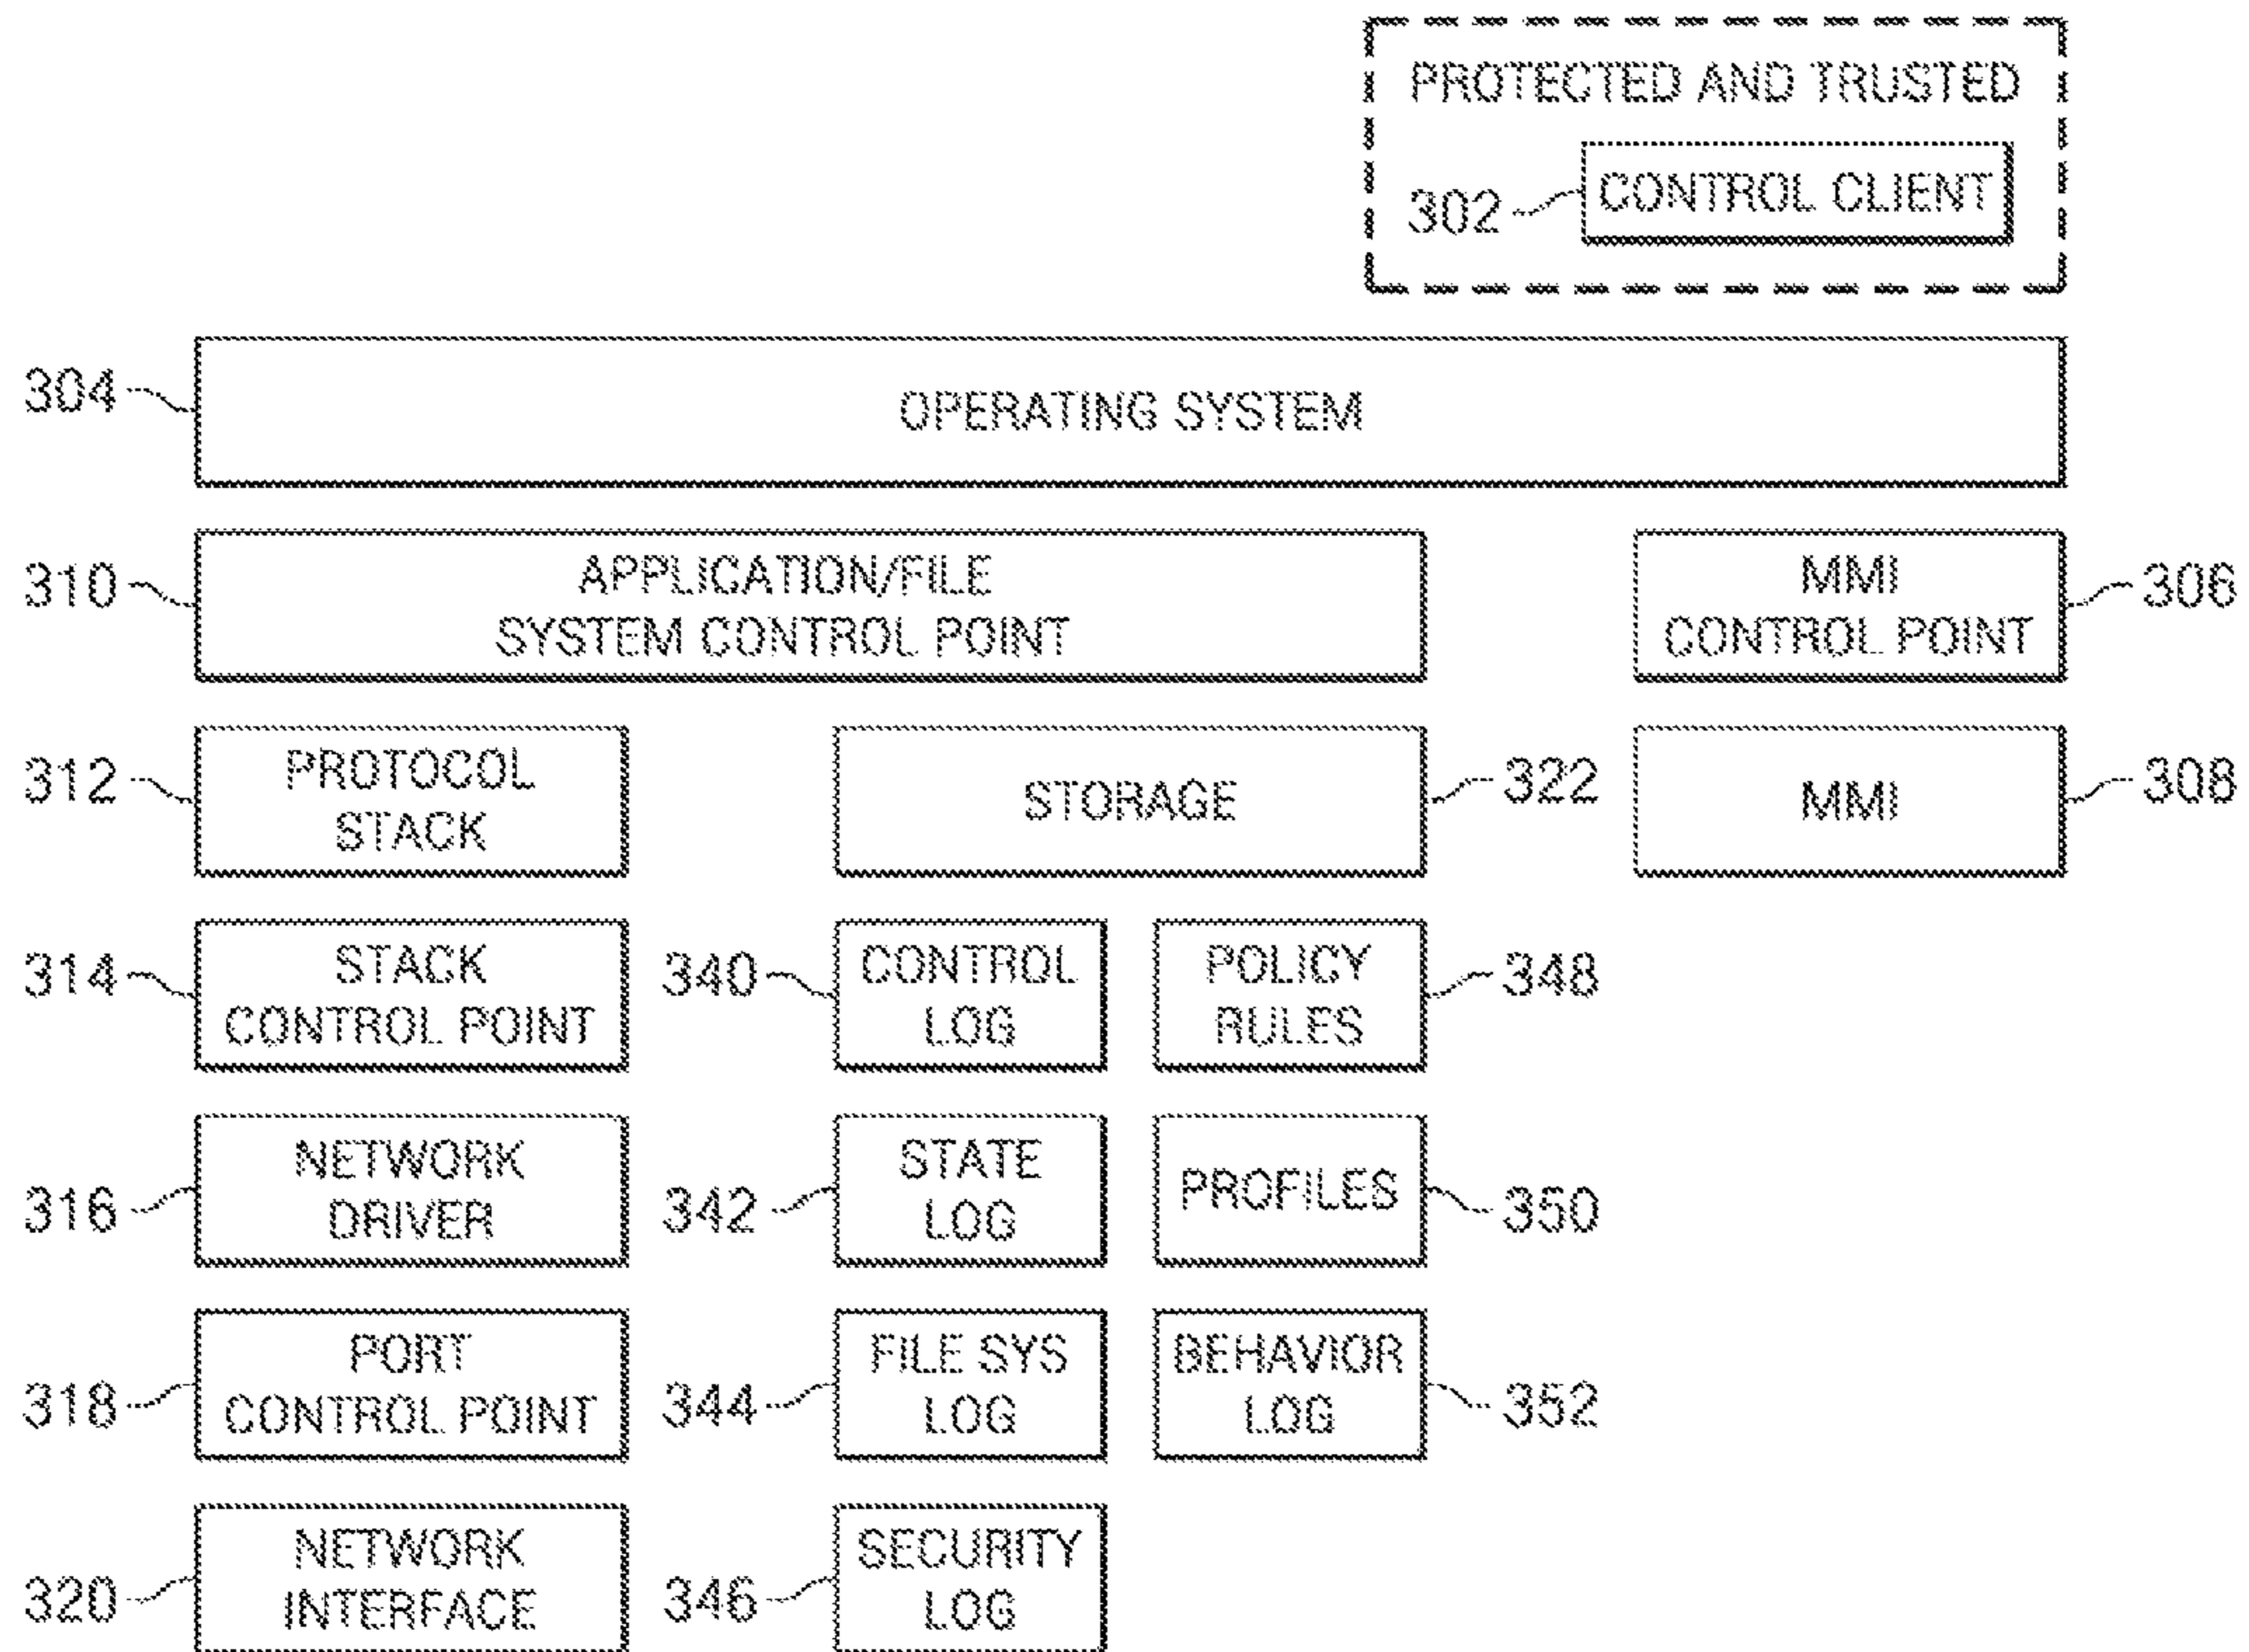 PROTECTED AND TRUSTED
302
CONTROL CLIENT
304
OPERATING SYSTEM
310
APPLICATION/FILE
SYSTEM CONTROL POINT
MMI
CONTROL POINT
306
312
PROTOCOL
STACK
STORAGE
322
MMI
308
314
STACK
CONTROL POINT
340
CONTROL
LOG
POLICY
RULES
348
316
NETWORK
DRIVER
342
STATE
LOG
PROFILES
350
318
PORT
CONTROL POINT
344
FILE SYS
LOG
BEHAVIOR
LOG
352
320
NETWORK
INTERFACE
346
SECURITY
LOG